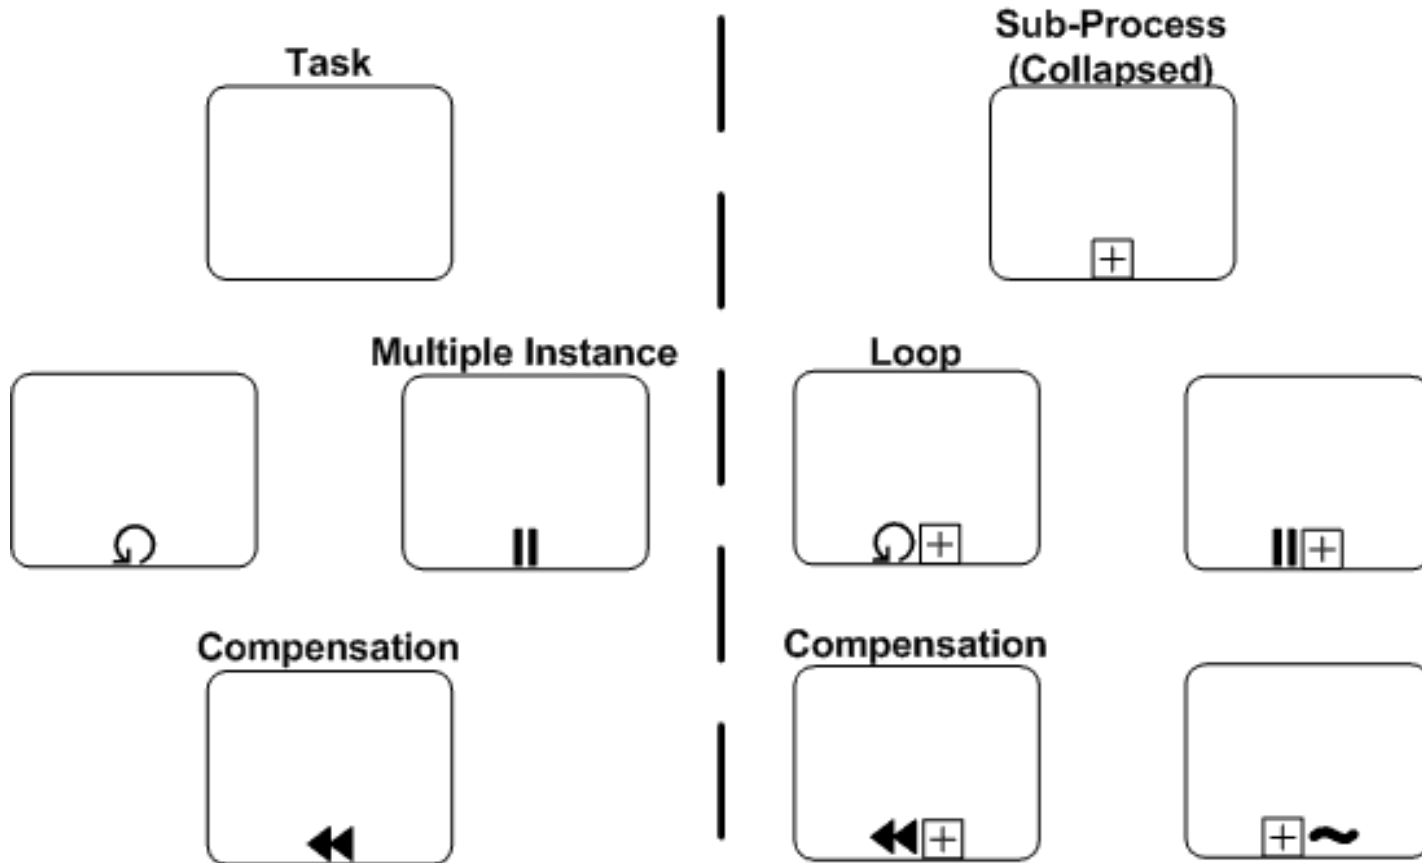 Task
Sub-Process
(Collapsed)
Multiple Instance
Loop
Compensation
Compensation